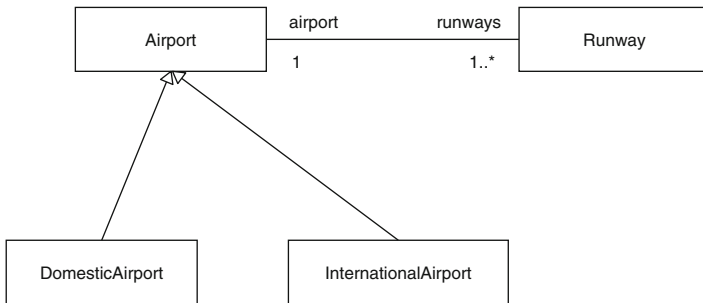 airport
runways
Airport
Runway
1
1..*
DomesticAirport
InternationalAirport